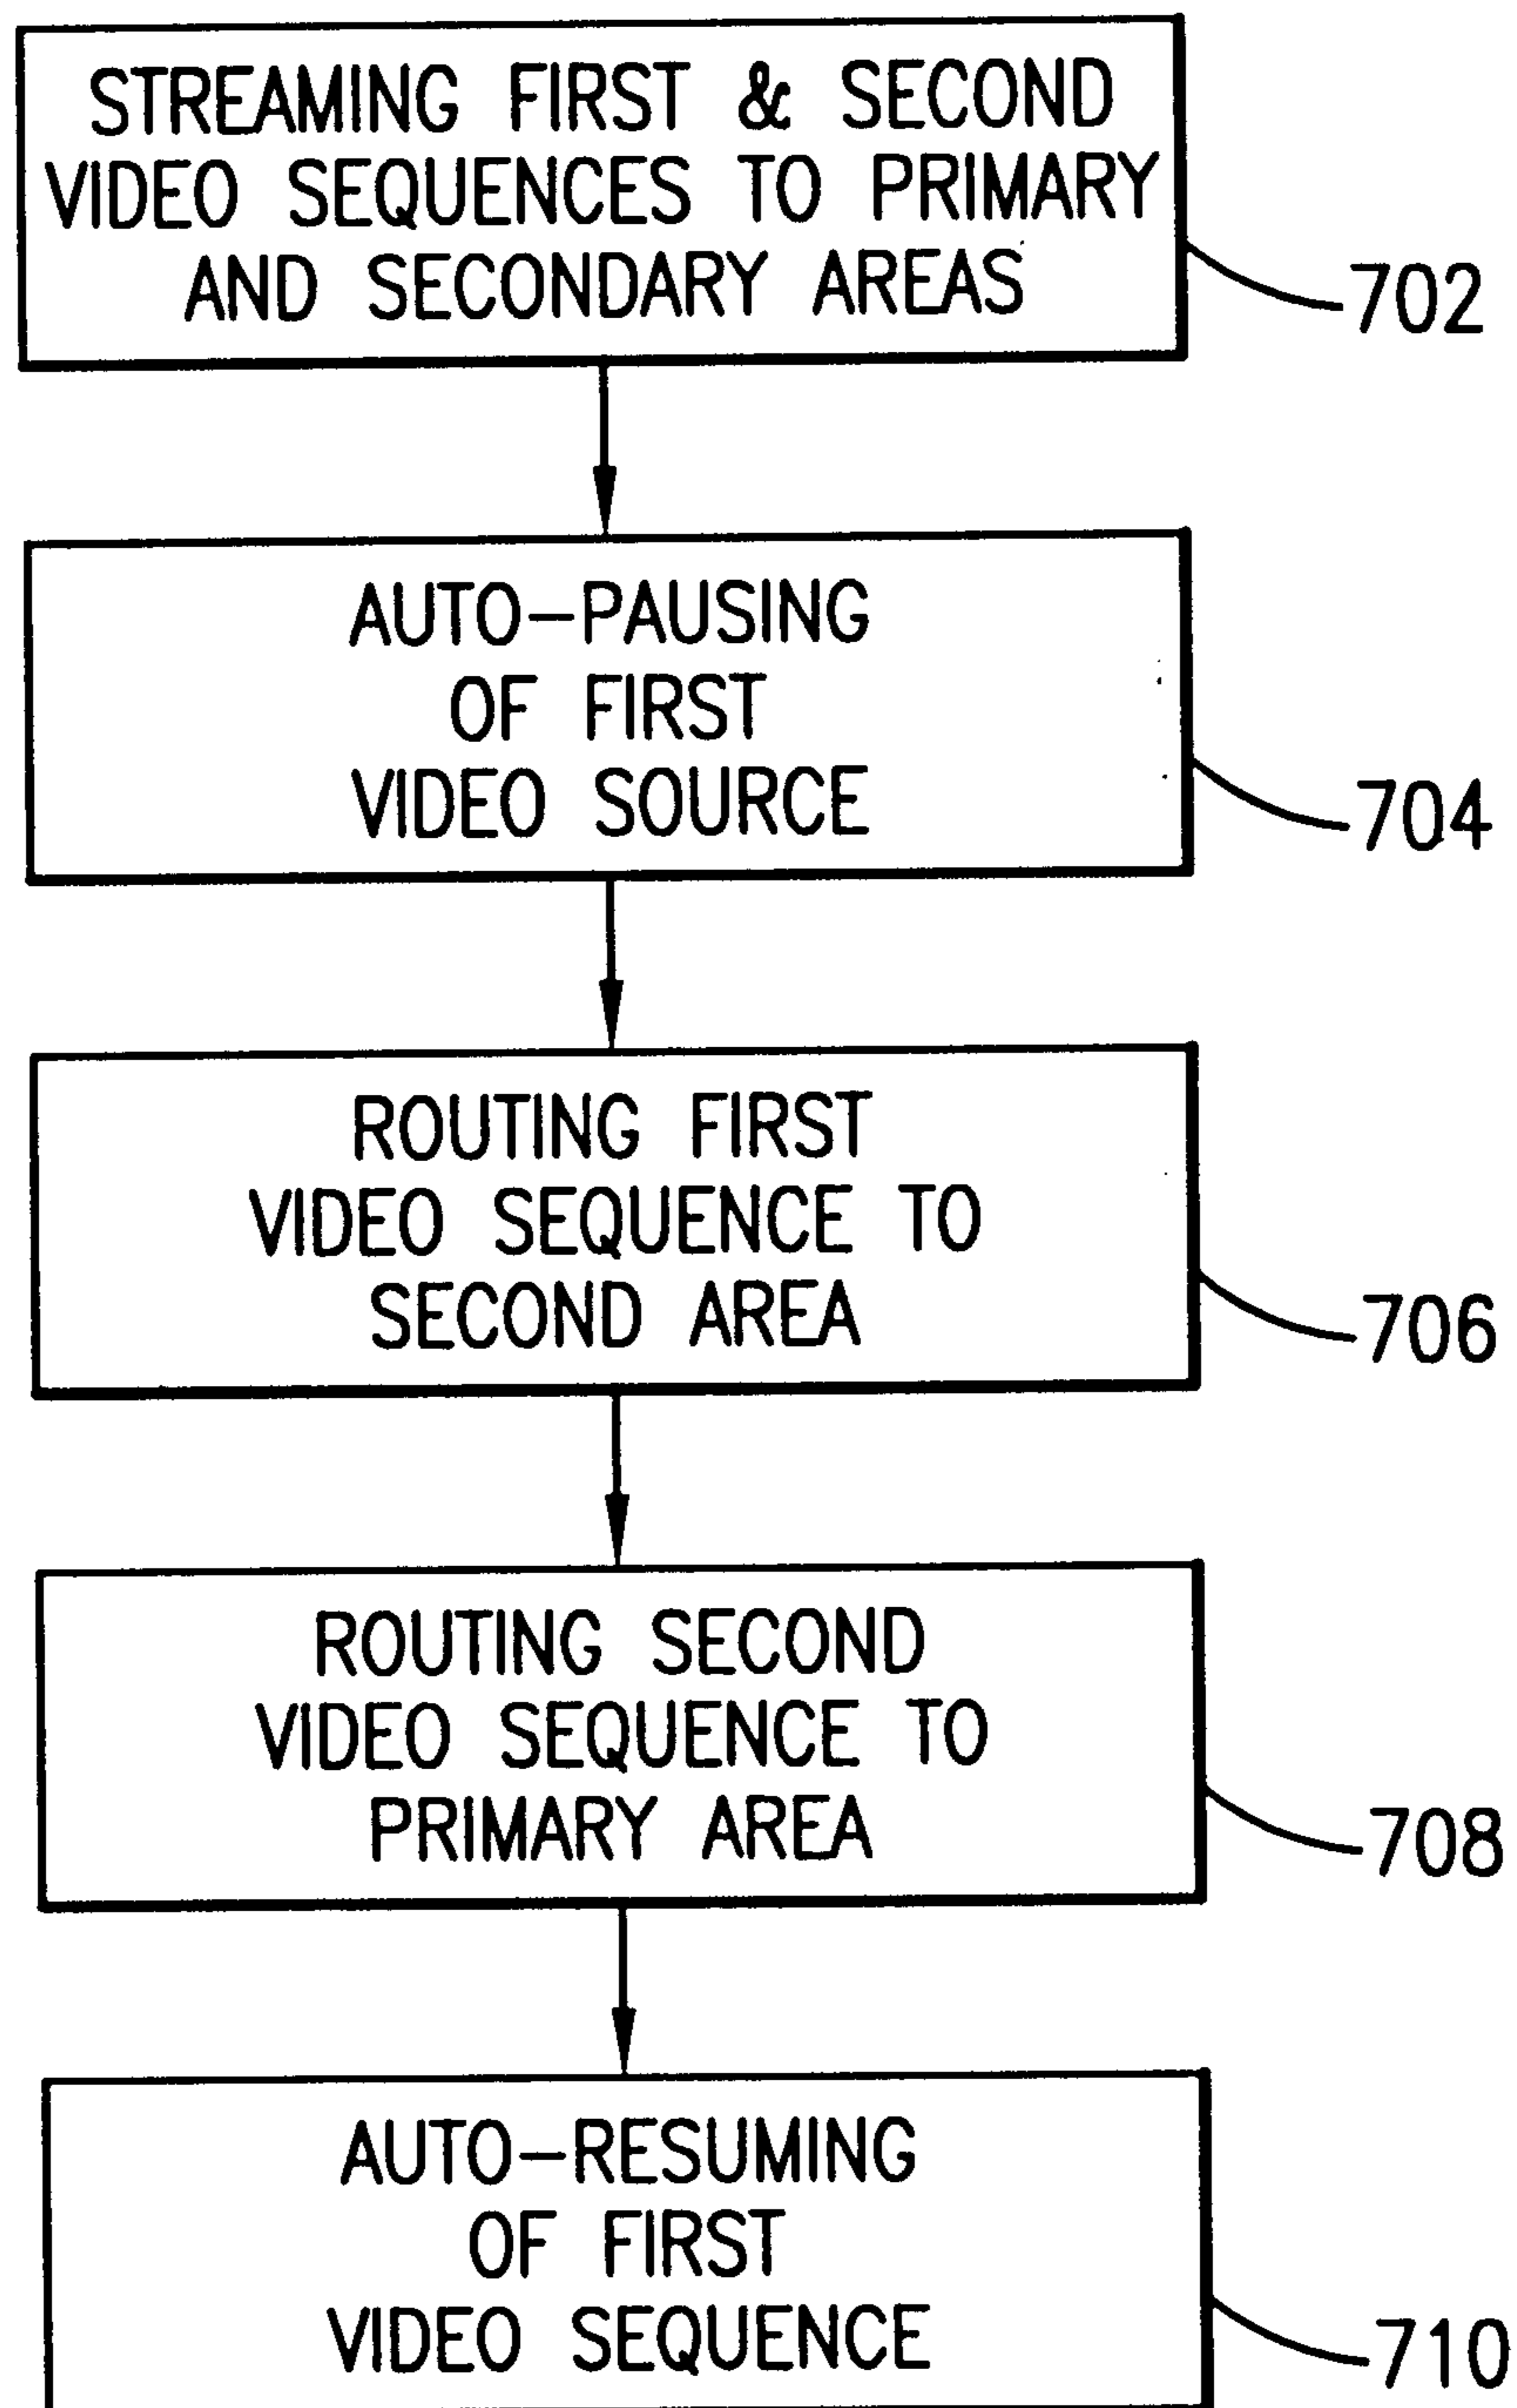 STREAMING FIRST & SECOND
VIDEO SEQUENCES TO PRIMARY
AND SECONDARY AREAS
702
AUTO-PAUSING
OF FIRST
VIDEO SOURCE
704
ROUTING FIRST
VIDEO SEQUENCE TO
SECOND AREA
706
ROUTING SECOND
VIDEO SEQUENCE TO
PRIMARY AREA
708
AUTO-RESUMING
OF FIRST
VIDEO SEQUENCE
710